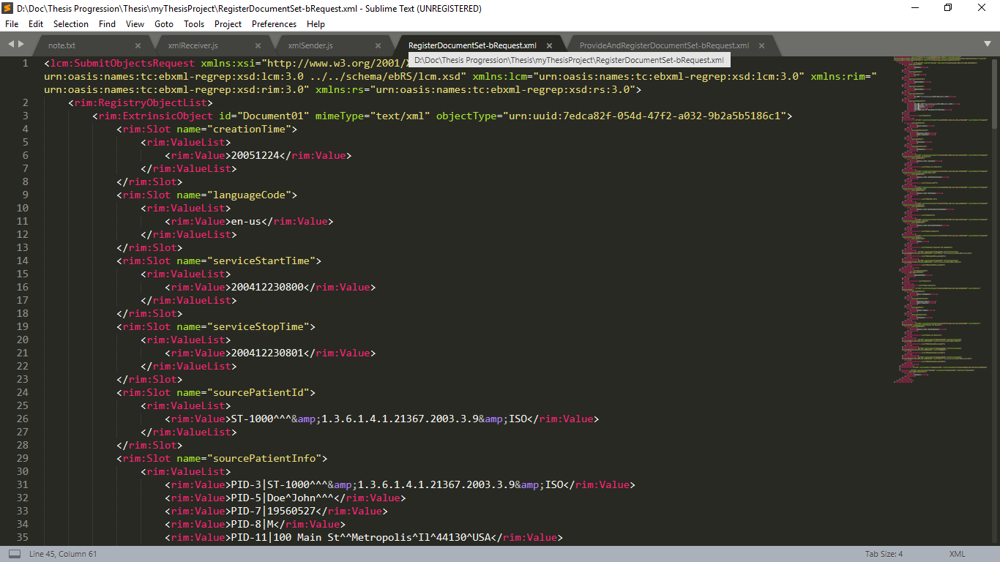 D:\Doc\Thesis Progression\Thesis\myThesisProject\RegisterDocumentSet-bRequest.xml - Sublime Text (UNREGISTERED)
File Edit Selection Find View Goto Tools Project Preferences Help
note.txt xmlReceiver.js xmlSender.js RegisterDocumentSet-bRequest.xml ProvideAndRegisterDocumentSet-bRequest.xml
D:\Doc\Thesis Progression\Thesis\myThesisProject\RegisterDocumentSet-bRequest.xml
1 <lcm:SubmitObjectsRequest xmlns:xsi="http://www.w3.org/2001/
urn:oasis:names:tc:ebxml-regrep:xsd:lcm:3.0 ../../schema/ebRS/lcm.xsd" xmlns:lcm="urn:oasis:names:tc:ebxml-regrep:xsd:lcm:3.0" xmlns:rim="
urn:oasis:names:tc:ebxml-regrep:xsd:rim:3.0" xmlns:rs="urn:oasis:names:tc:ebxml-regrep:xsd:rs:3.0">
2 <rim:RegistryObjectList>
3 <rim:ExtrinsicObject id="Document01" mimeType="text/xml" objectType="urn:uuid:7edca82f-054d-47f2-a032-9b2a5b5186c1">
4 <rim:Slot name="creationTime">
5 <rim:ValueList>
6 <rim:Value>20051224</rim:Value>
7 </rim:ValueList>
8 </rim:Slot>
9 <rim:Slot name="languageCode">
10 <rim:ValueList>
11 <rim:Value>en-us</rim:Value>
12 </rim:ValueList>
13 </rim:Slot>
14 <rim:Slot name="serviceStartTime">
15 <rim:ValueList>
16 <rim:Value>200412230800</rim:Value>
17 </rim:ValueList>
18 </rim:Slot>
19 <rim:Slot name="serviceStopTime">
20 <rim:ValueList>
21 <rim:Value>200412230801</rim:Value>
22 </rim:ValueList>
23 </rim:Slot>
24 <rim:Slot name="sourcePatientId">
25 <rim:ValueList>
26 <rim:Value>ST-1000^^^&amp;1.3.6.1.4.1.21367.2003.3.9&amp;ISO</rim:Value>
27 </rim:ValueList>
28 </rim:Slot>
29 <rim:Slot name="sourcePatientInfo">
30 <rim:ValueList>
31 <rim:Value>PID-3|ST-1000^^^&amp;1.3.6.1.4.1.21367.2003.3.9&amp;ISO</rim:Value>
32 <rim:Value>PID-5|Doe^John^^^</rim:Value>
33 <rim:Value>PID-7|19560527</rim:Value>
34 <rim:Value>PID-8|M</rim:Value>
35 <rim:Value>PID-11|100 Main St^^Metropolis^Il^44130^USA</rim:Value>
Line 45, Column 61 Tab Size: 4 XML